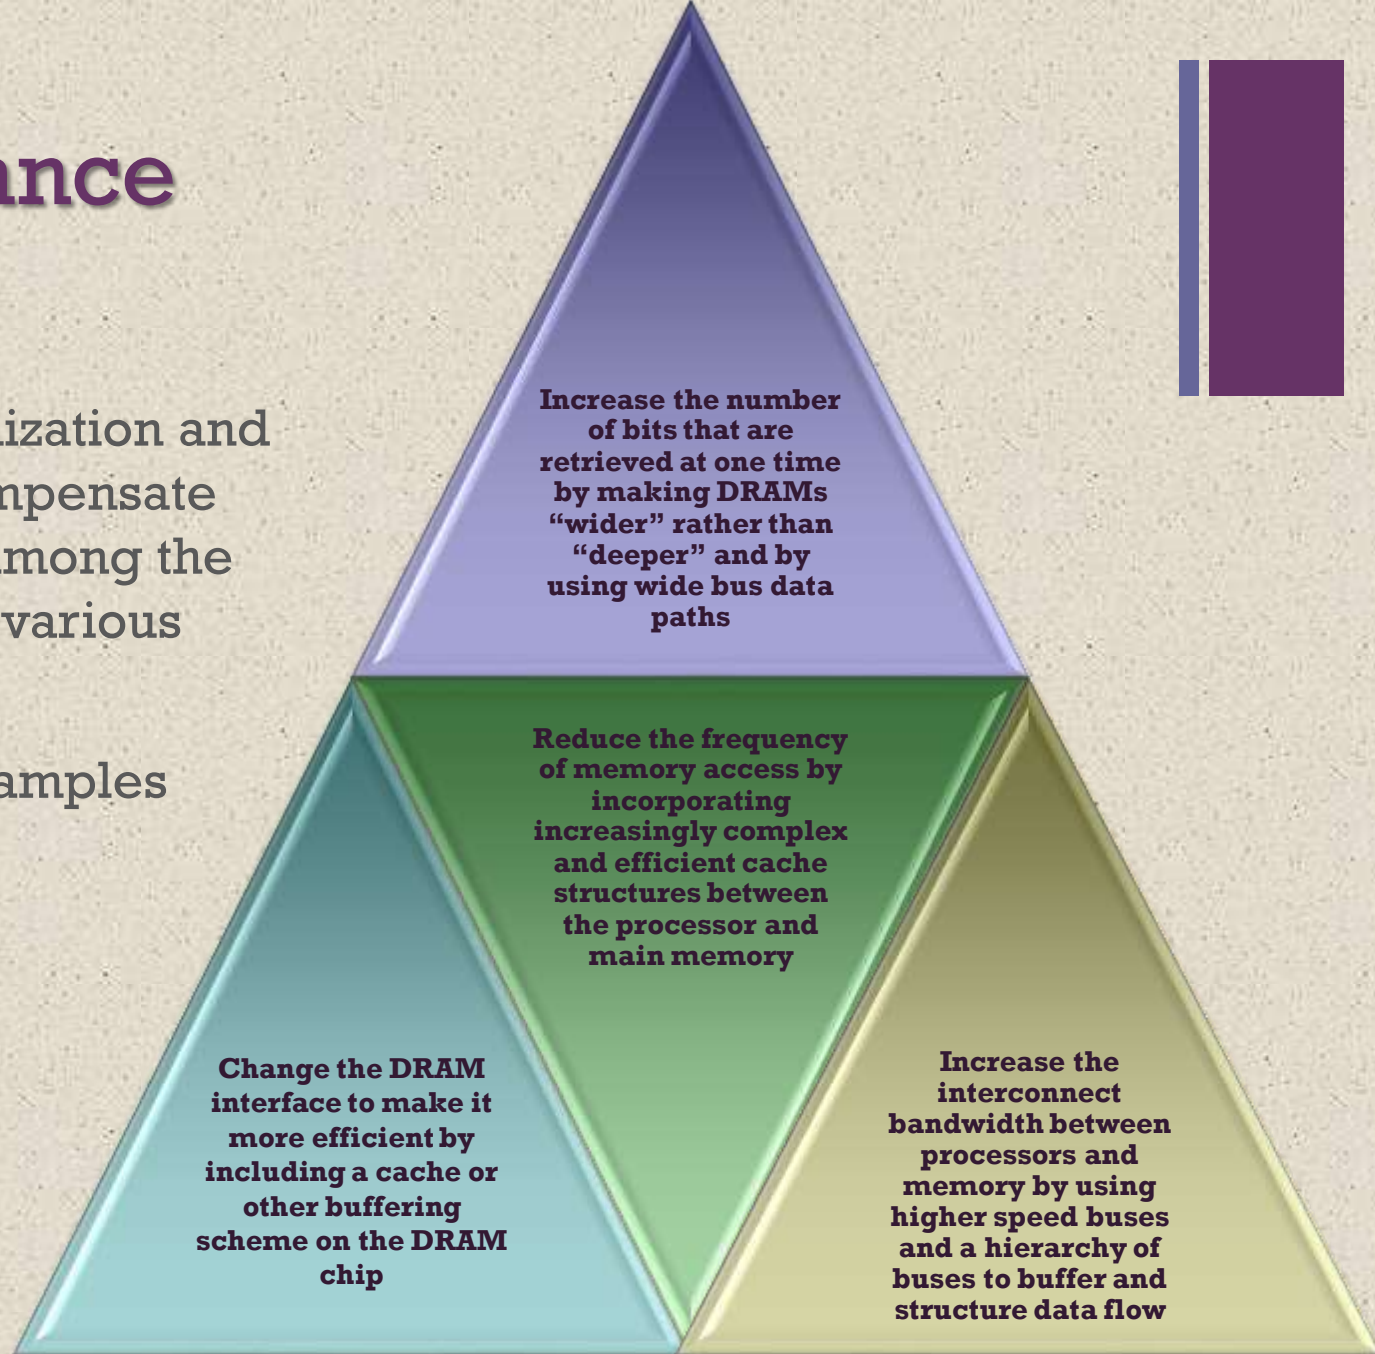 ance
lization and
mpensate
among the
various
amples
Increase the number
of bits that are
retrieved at one time
by making DRAMs
“wider” rather than
“deeper” and by
using wide bus data
paths
Reduce the frequency
of memory access by
incorporating
increasingly complex
and efficient cache
structures between
the processor and
main memory
Change the DRAM
interface to make it
more efficient by
including a cache or
other buffering
scheme on the DRAM
chip
Increase the
interconnect
bandwidth between
processors and
memory by using
higher speed buses
and a hierarchy of
buses to buffer and
structure data flow